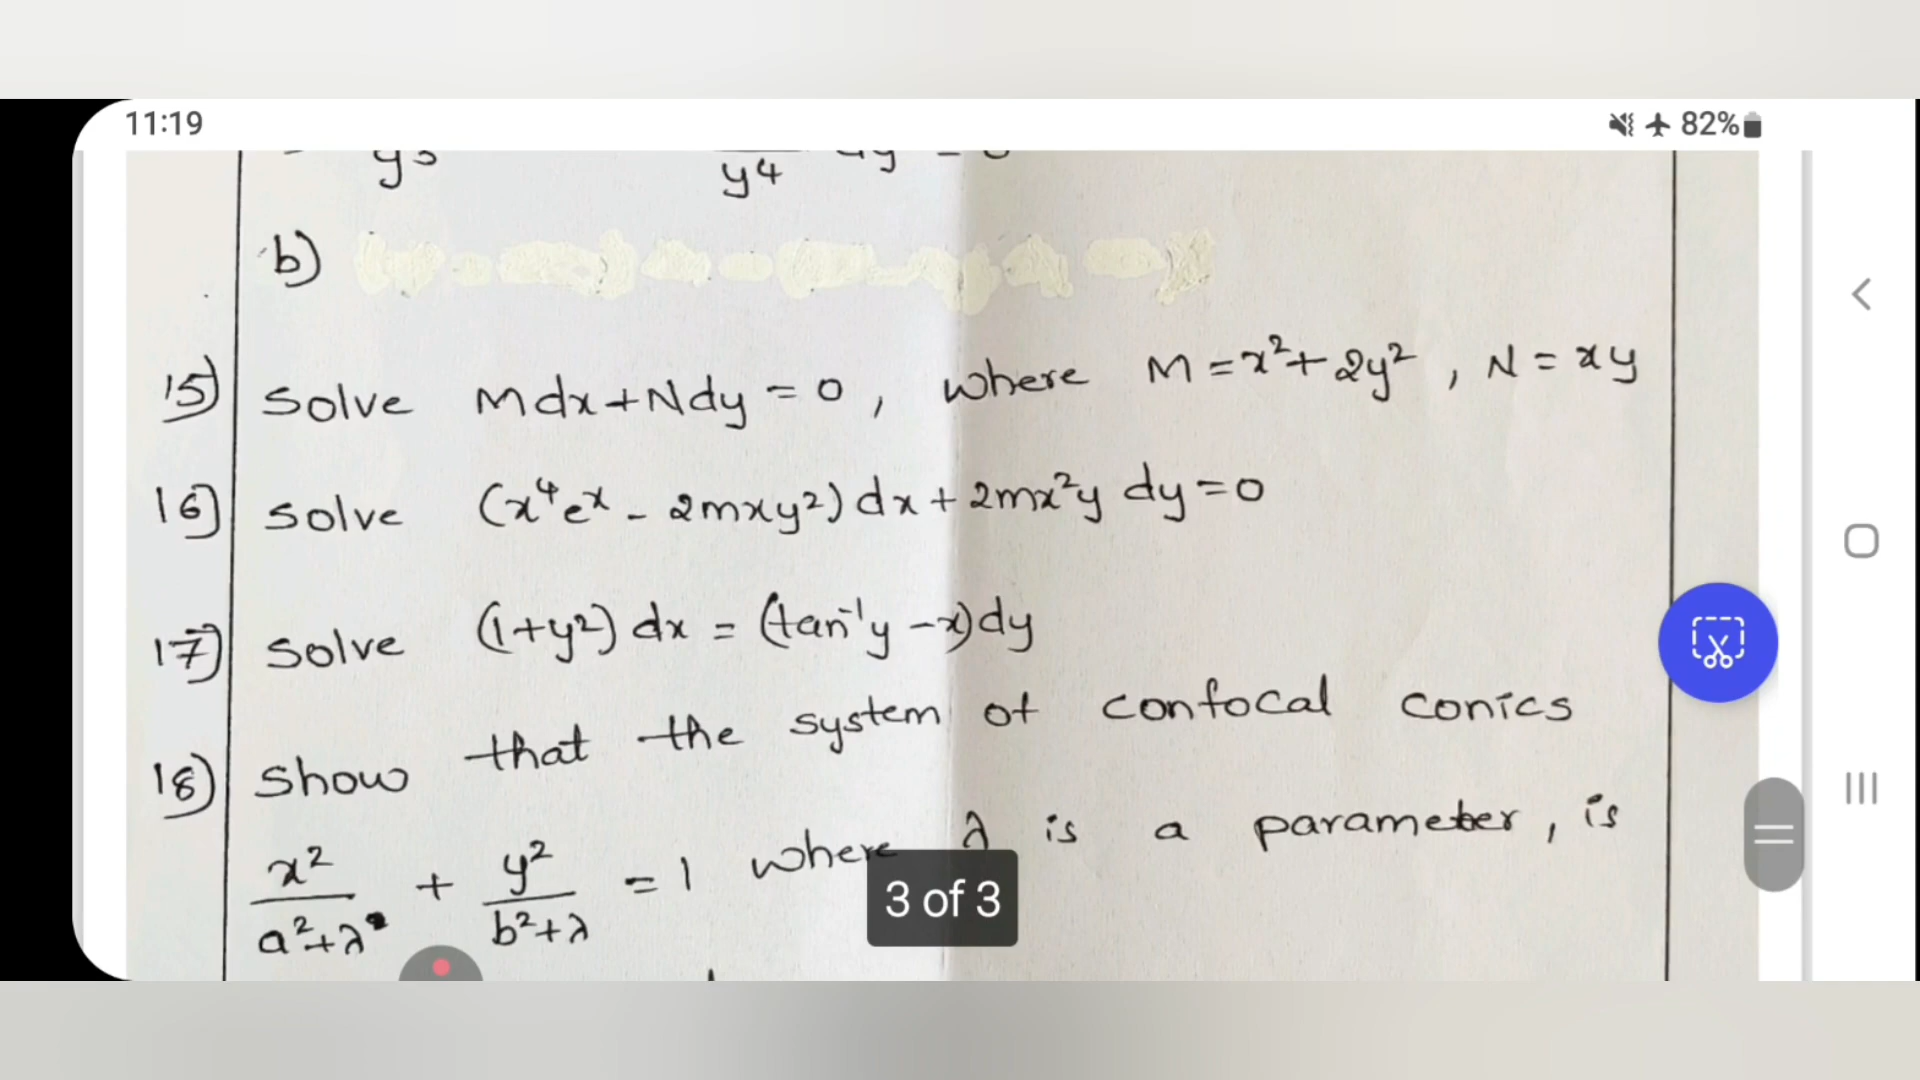 11:19
82%
y⁴
b)
15) Solve Mdx+Ndy = 0, where M = x²+2y², N = xy
16) Solve (x⁴eˣ - 2mxy²)dx + 2mx²y dy = 0
17) Solve (1+y²) dx = (tan⁻¹y - x)dy
18) Show that the system of confocal conics
x²/(a²+λ) + y²/(b²+λ) = 1 where λ is a parameter, is
3 of 3